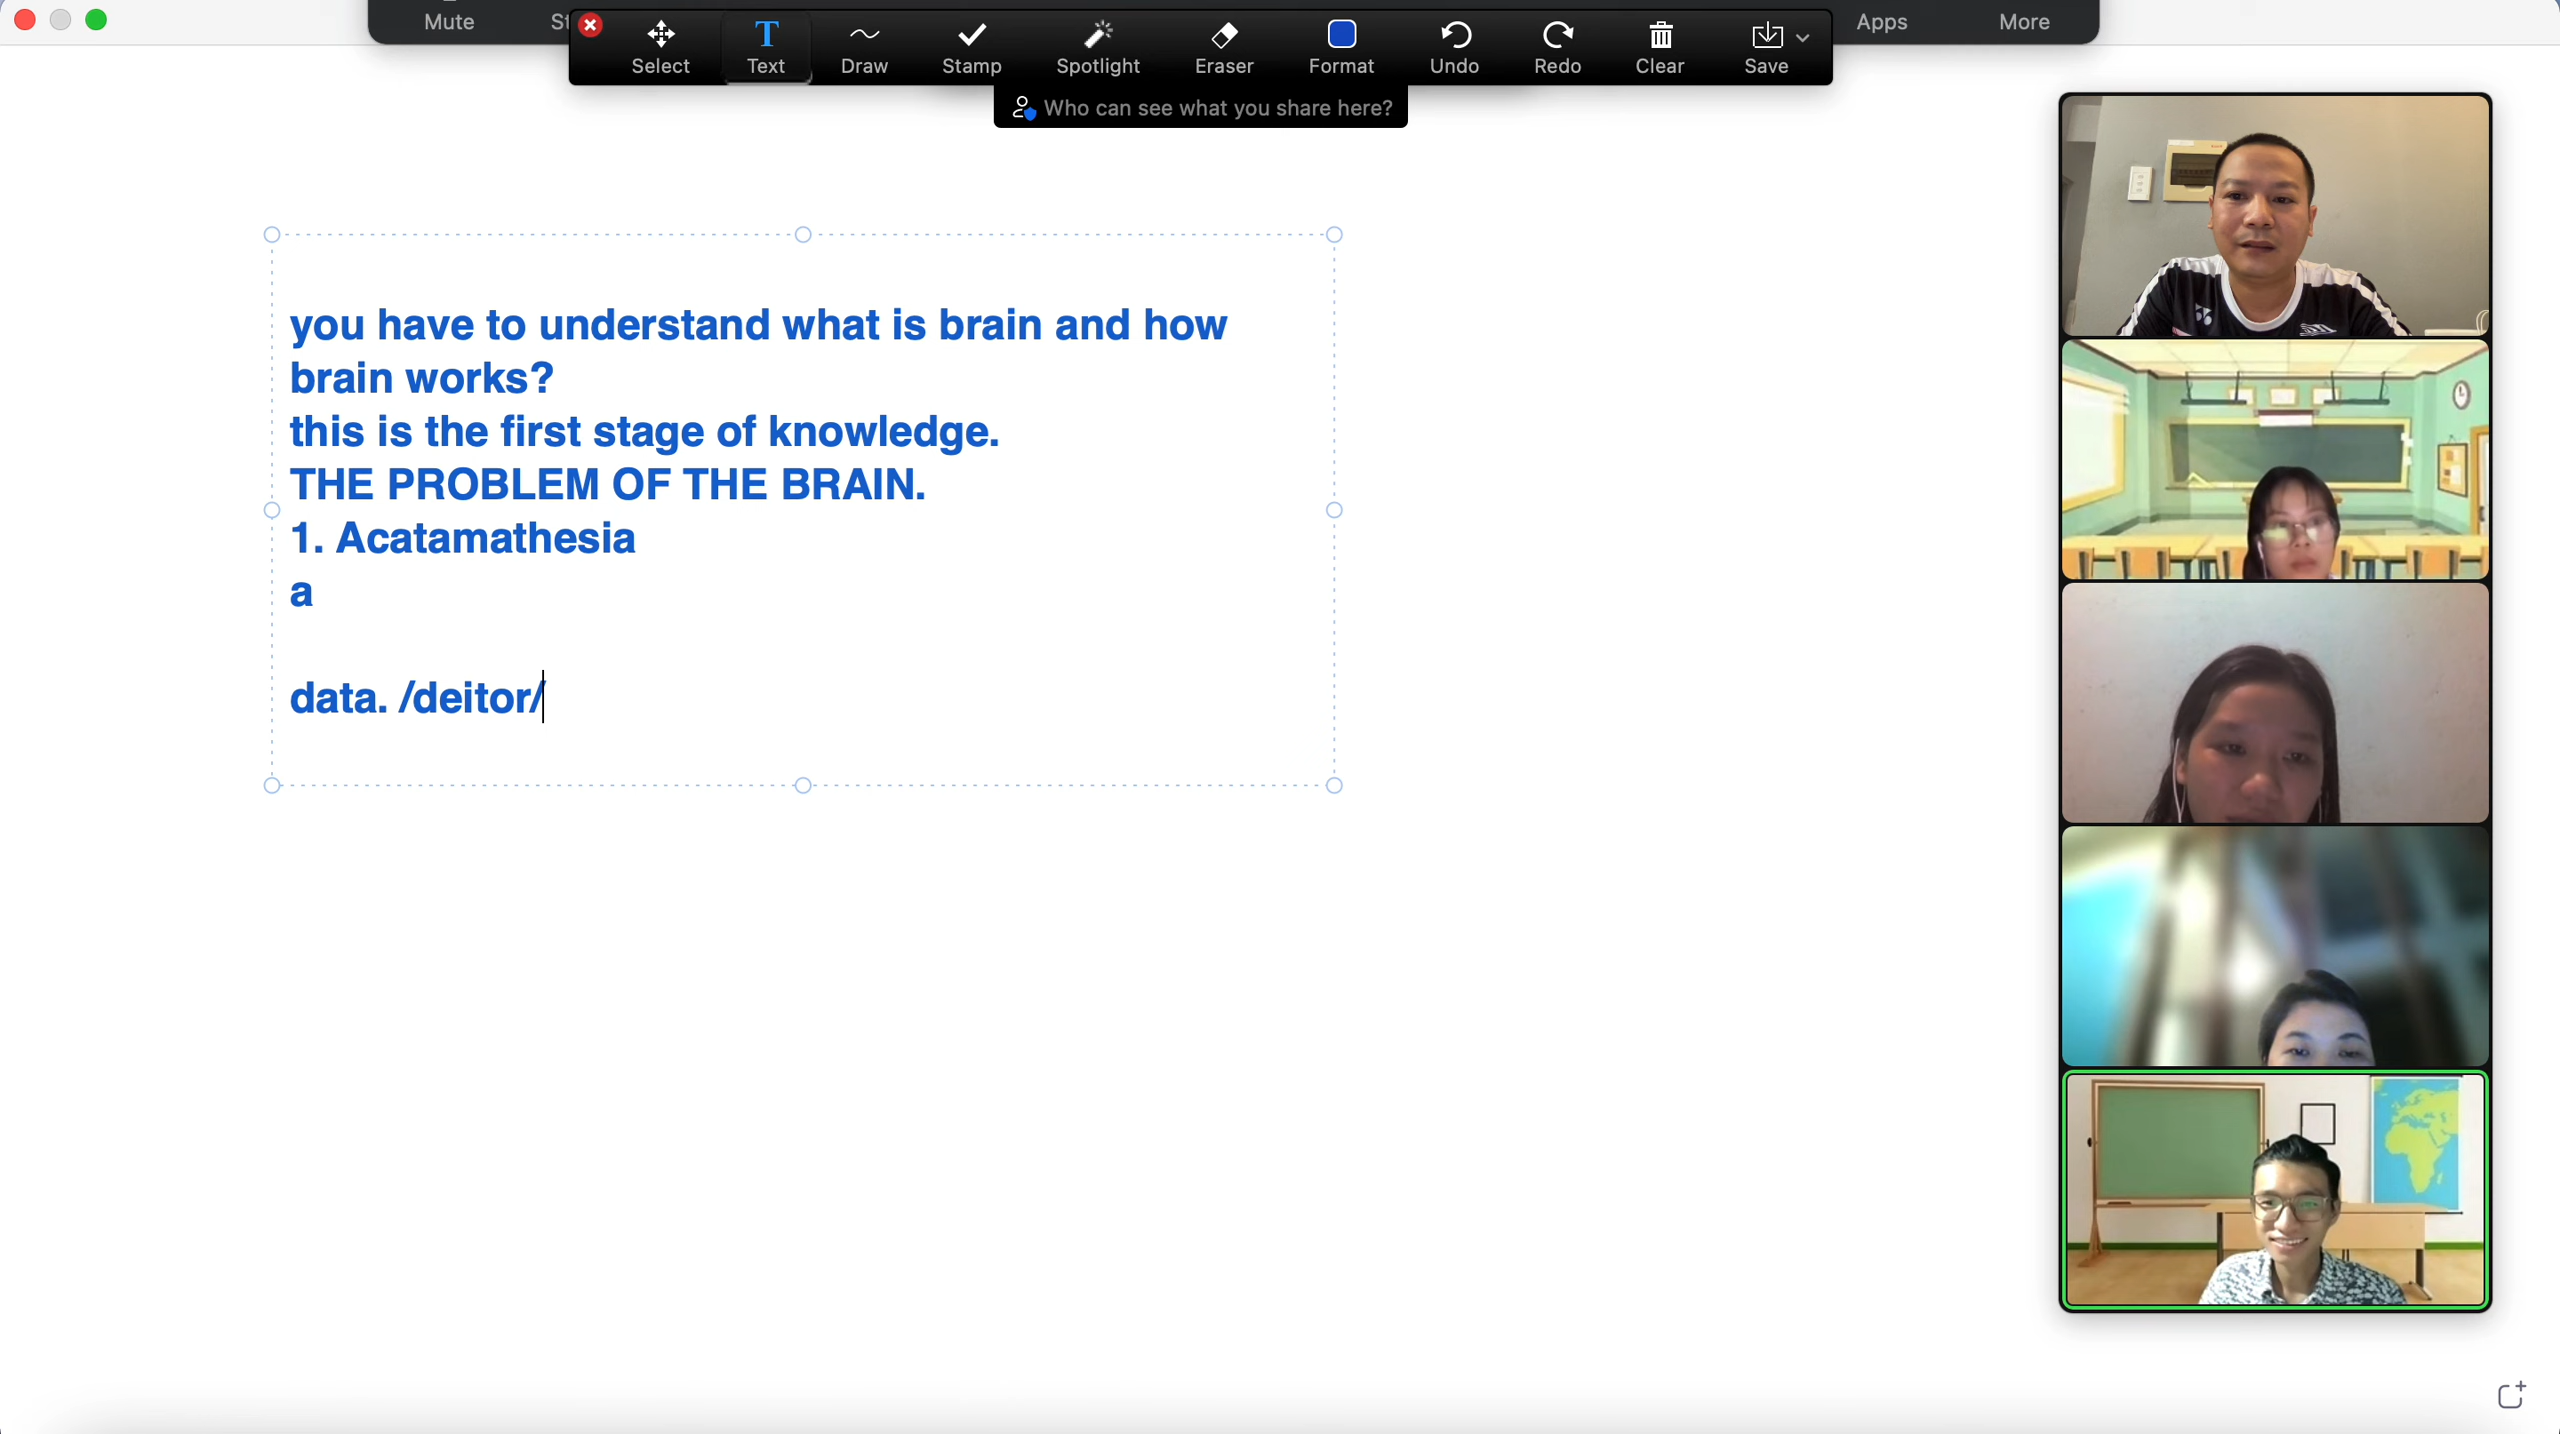 Mute
St
Select
Text
Draw
Stamp
Spotlight
Eraser
Format
Undo
Redo
Clear
Save
Apps
More
Who can see what you share here?
you have to understand what is brain and how
brain works?
this is the first stage of knowledge.
THE PROBLEM OF THE BRAIN.
1. Acatamathesia
a
data. /deitor/